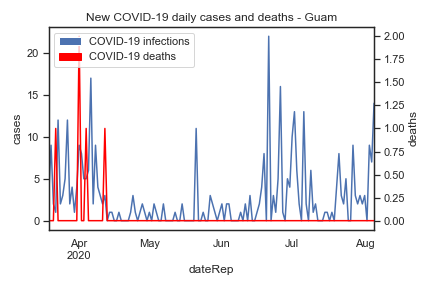 New COVID-19 daily cases and deaths - Guam
COVID-19 infections
COVID-19 deaths
20
15
10
5
0
cases
2.00
1.75
1.50
1.25
1.00
0.75
0.50
0.25
0.00
deaths
Apr
2020
May
Jun
Jul
Aug
dateRep